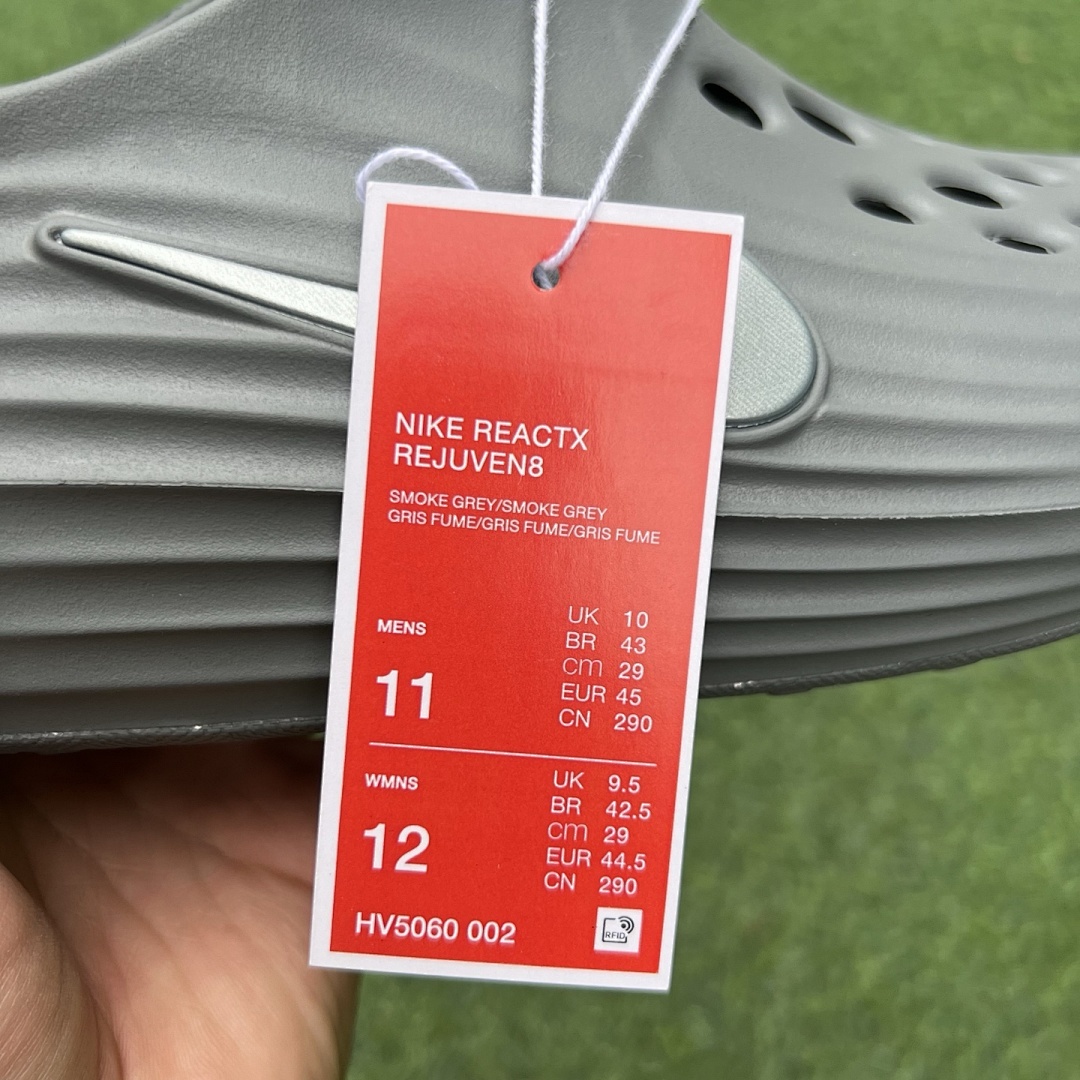 NIKE REACTX
REJUVEN8
SMOKE GREY/SMOKE GREY
GRIS FUME/GRIS FUME/GRIS FUME
MENS
11
UK 10
BR 43
cm 29
EUR 45
CN 290
WMNS
12
UK 9.5
BR 42.5
cm 29
EUR 44.5
CN 290
HV5060 002
RFID